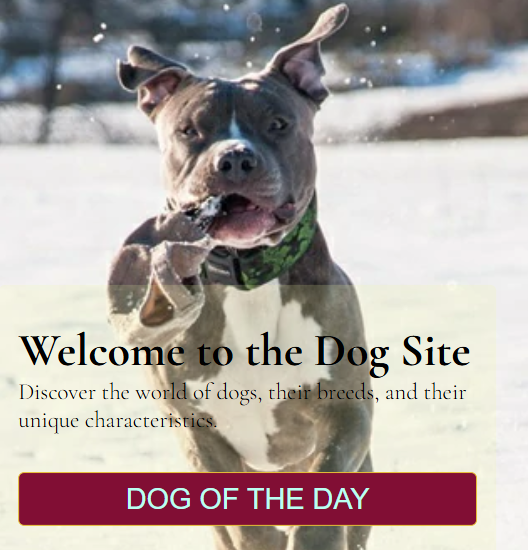 Welcome to the Dog Site
Discover the world of dogs, their breeds, and their
unique characteristics.
DOG OF THE DAY